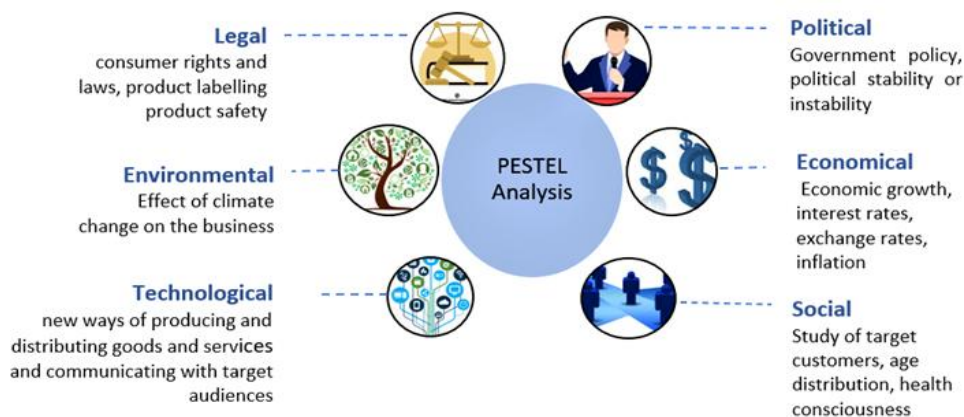 Legal
consumer rights and
laws, product labelling
product safety
Environmental
Effect of climate
change on the business
Technological
new ways of producing and
distributing goods and services
and communicating with target
audiences
PESTEL
Analysis
Political
Government policy,
political stability or
instability
Economical
Economic growth,
interest rates,
exchange rates,
inflation
Social
Study of target
customers, age
distribution, health
consciousness